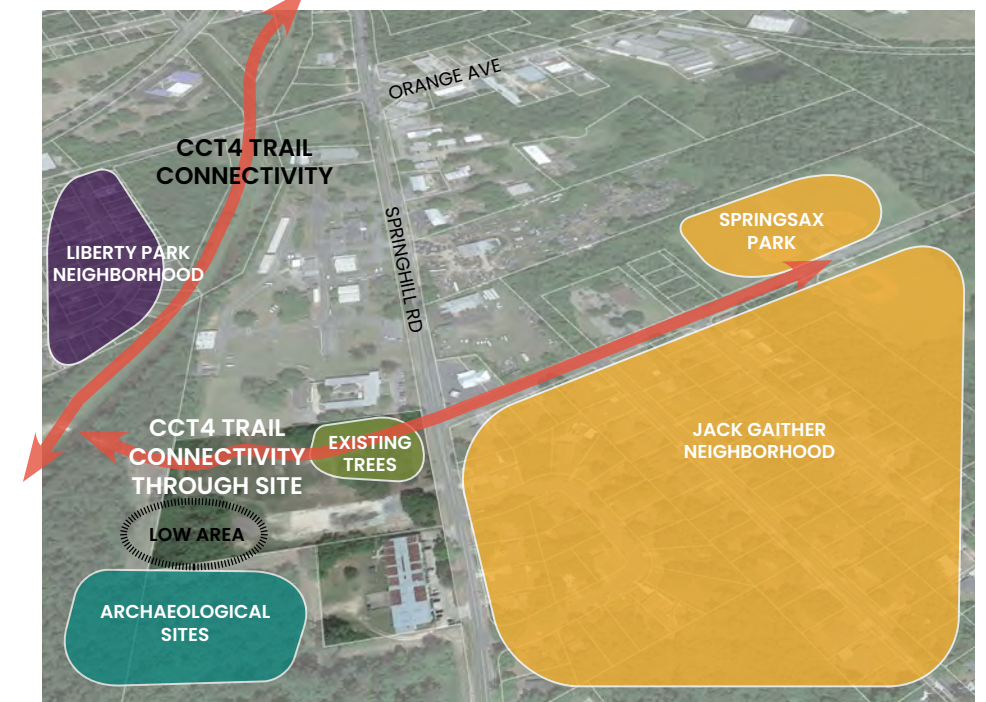 ORANGE AVE
CCT4 TRAIL
CONNECTIVITY
SPRINGSAX
PARK
LIBERTY PARK
NEIGHBORHOOD
SPRINGHILL RD
CCT4 TRAIL
CONNECTIVITY
THROUGH SITE
EXISTING
TREES
JACK GAITHER
NEIGHBORHOOD
LOW AREA
ARCHAEOLOGICAL
SITES